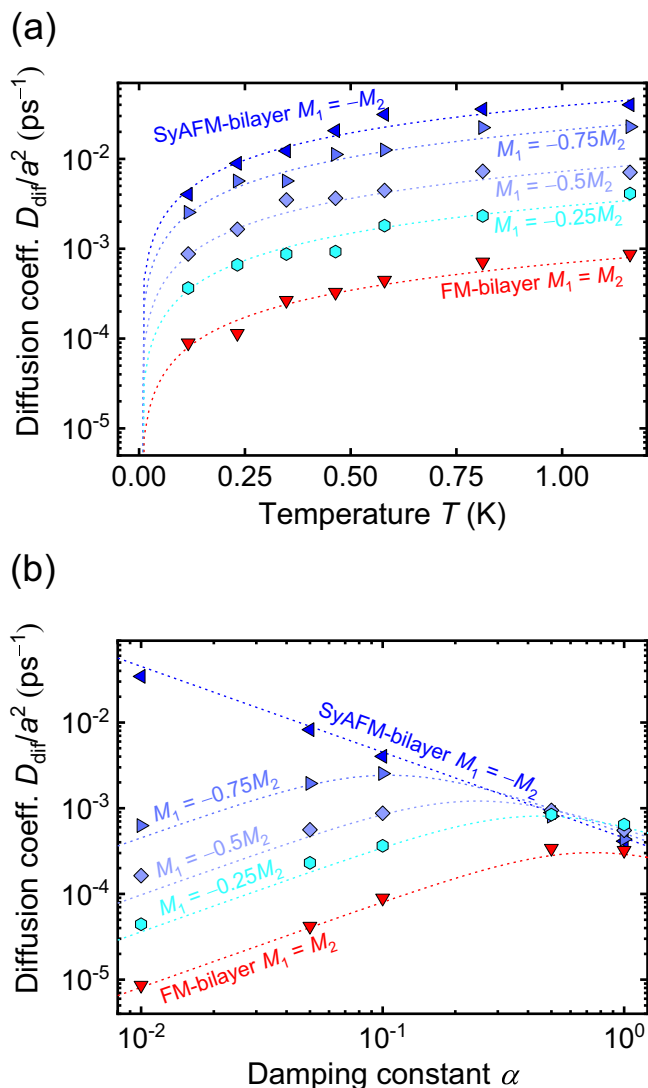 (a)
Diffusion coeff. D_dif/a² (ps⁻¹)
10⁻²
10⁻³
10⁻⁴
10⁻⁵
SyAFM-bilayer M₁ = −M₂
M₁ = −0.75M₂
M₁ = −0.5M₂
M₁ = −0.25M₂
FM-bilayer M₁ = M₂
0.00 0.25 0.50 0.75 1.00
Temperature T (K)
(b)
Diffusion coeff. D_dif/a² (ps⁻¹)
10⁻²
10⁻³
10⁻⁴
10⁻⁵
SyAFM-bilayer M₁ = −M₂
M₁ = −0.75M₂
M₁ = −0.5M₂
M₁ = −0.25M₂
FM-bilayer M₁ = M₂
10⁻² 10⁻¹ 10⁰
Damping constant α